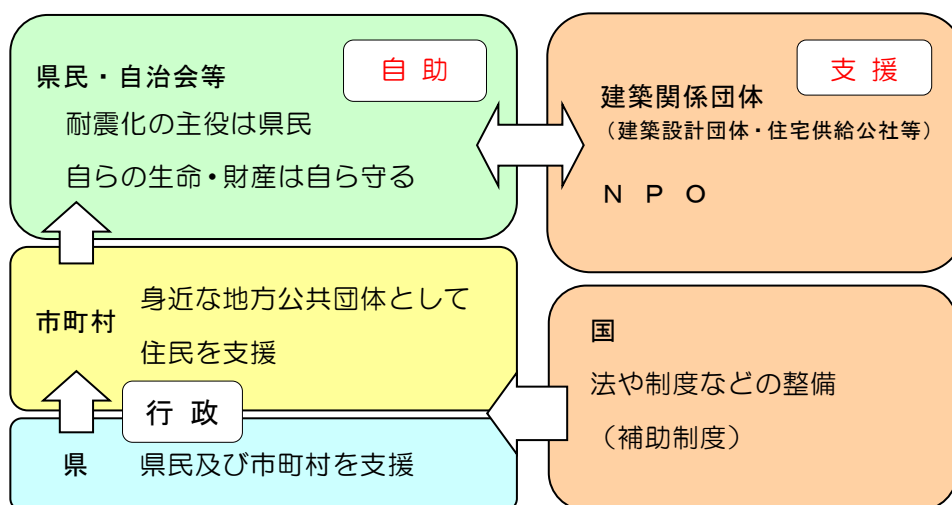 県民・自治会等
自 助
耐震化の主役は県民
自らの生命・財産は自ら守る
支 援
建築関係団体
（建築設計団体・住宅供給公社等）
Ｎ Ｐ Ｏ
市町村
身近な地方公共団体として
住民を支援
行 政
県
県民及び市町村を支援
国
法や制度などの整備
（補助制度）